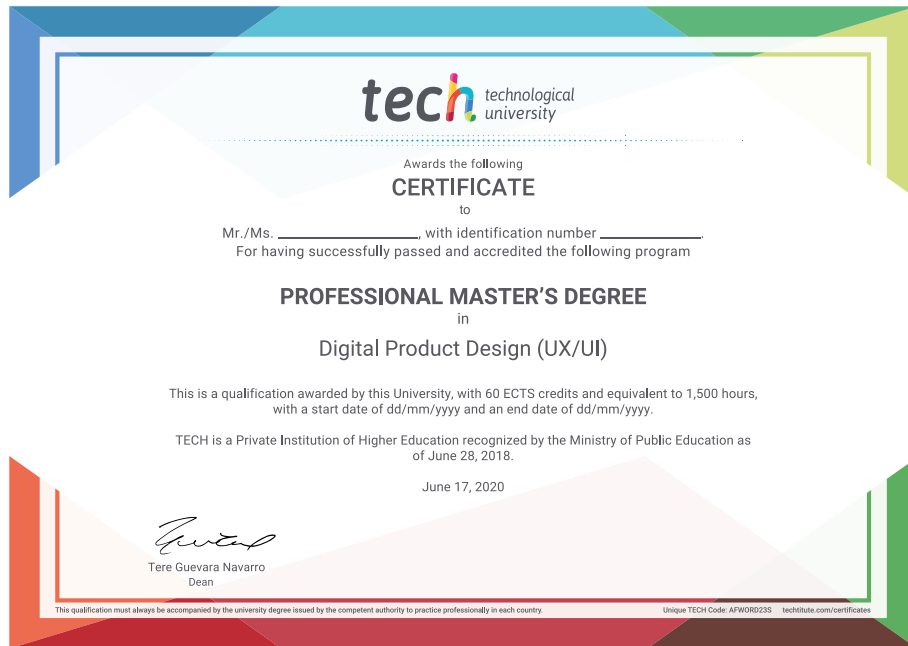 tech technological
university
Awards the following
CERTIFICATE
to
Mr./Ms. ____________________, with identification number ______________.
For having successfully passed and accredited the following program
PROFESSIONAL MASTER'S DEGREE
in
Digital Product Design (UX/UI)
This is a qualification awarded by this University, with 60 ECTS credits and equivalent to 1,500 hours,
with a start date of dd/mm/yyyy and an end date of dd/mm/yyyy.
TECH is a Private Institution of Higher Education recognized by the Ministry of Public Education as
of June 28, 2018.
June 17, 2020
Tere Guevara Navarro
Dean
This qualification must always be accompanied by the university degree issued by the competent authority to practice professionally in each country.
Unique TECH Code: AFWORD23S techtitute.com/certificates